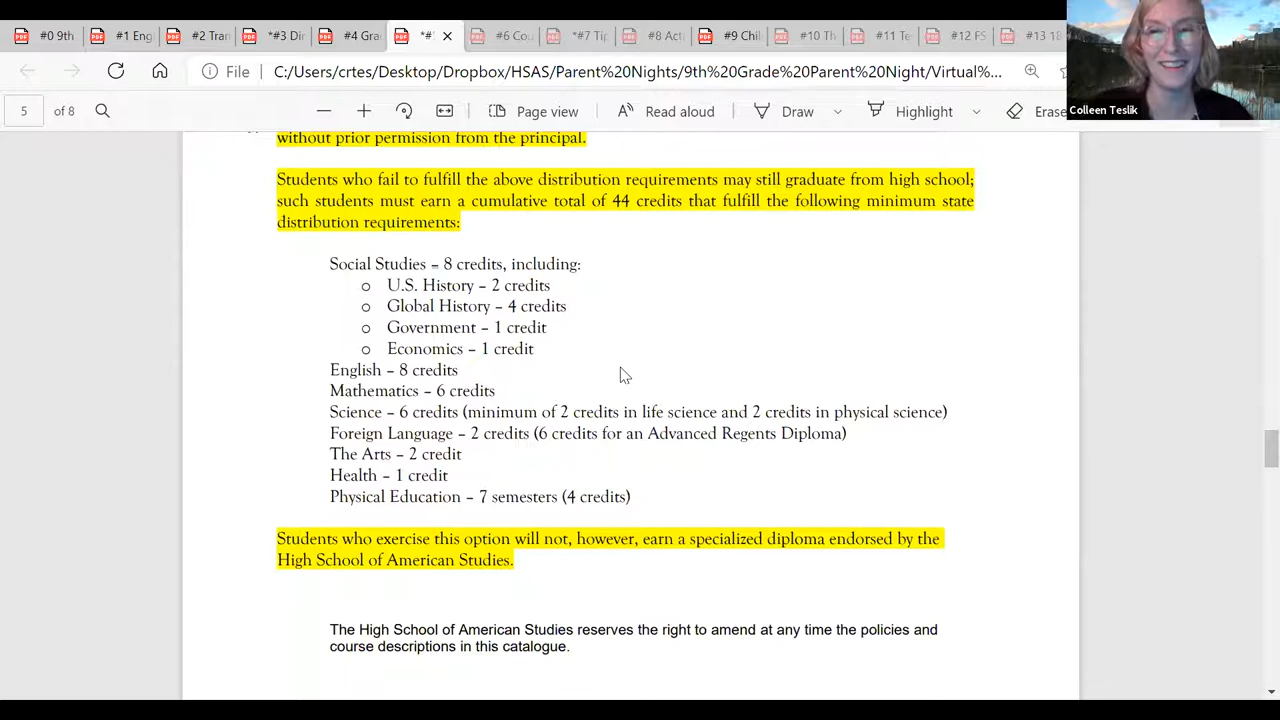 #0 9th
#1 Eng
#2 Tran
*#3 Dir
#4 Gra
*#
#6 Cou
*#7 Tip
#8 Act
#9 Chil
#10 Th
#11 Te
#12 FS
#13 18
File
C:/Users/crtes/Desktop/Dropbox/HSAS/Parent%20Nights/9th%20Grade%20Parent%20Night/Virtual%...
Colleen Teslik
5 of 8
Page view
Read aloud
Draw
Highlight
Erase
without prior permission from the principal.
Students who fail to fulfill the above distribution requirements may still graduate from high school;
such students must earn a cumulative total of 44 credits that fulfill the following minimum state
distribution requirements:
Social Studies – 8 credits, including:
o U.S. History – 2 credits
o Global History – 4 credits
o Government – 1 credit
o Economics – 1 credit
English – 8 credits
Mathematics – 6 credits
Science – 6 credits (minimum of 2 credits in life science and 2 credits in physical science)
Foreign Language – 2 credits (6 credits for an Advanced Regents Diploma)
The Arts – 2 credit
Health – 1 credit
Physical Education – 7 semesters (4 credits)
Students who exercise this option will not, however, earn a specialized diploma endorsed by the
High School of American Studies.
The High School of American Studies reserves the right to amend at any time the policies and
course descriptions in this catalogue.